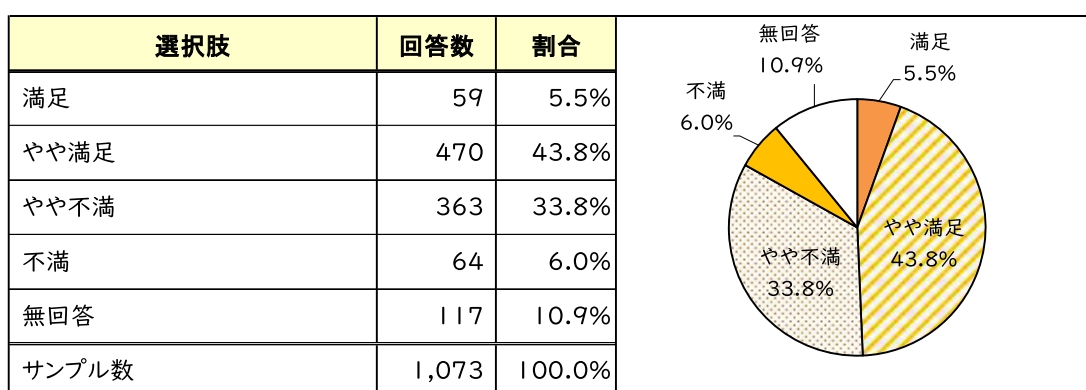 選択肢 回答数 割合
満足 59 5.5%
やや満足 470 43.8%
やや不満 363 33.8%
不満 64 6.0%
無回答 117 10.9%
サンプル数 1,073 100.0%
無回答
10.9%
満足
5.5%
不満
6.0%
やや満足
43.8%
やや不満
33.8%